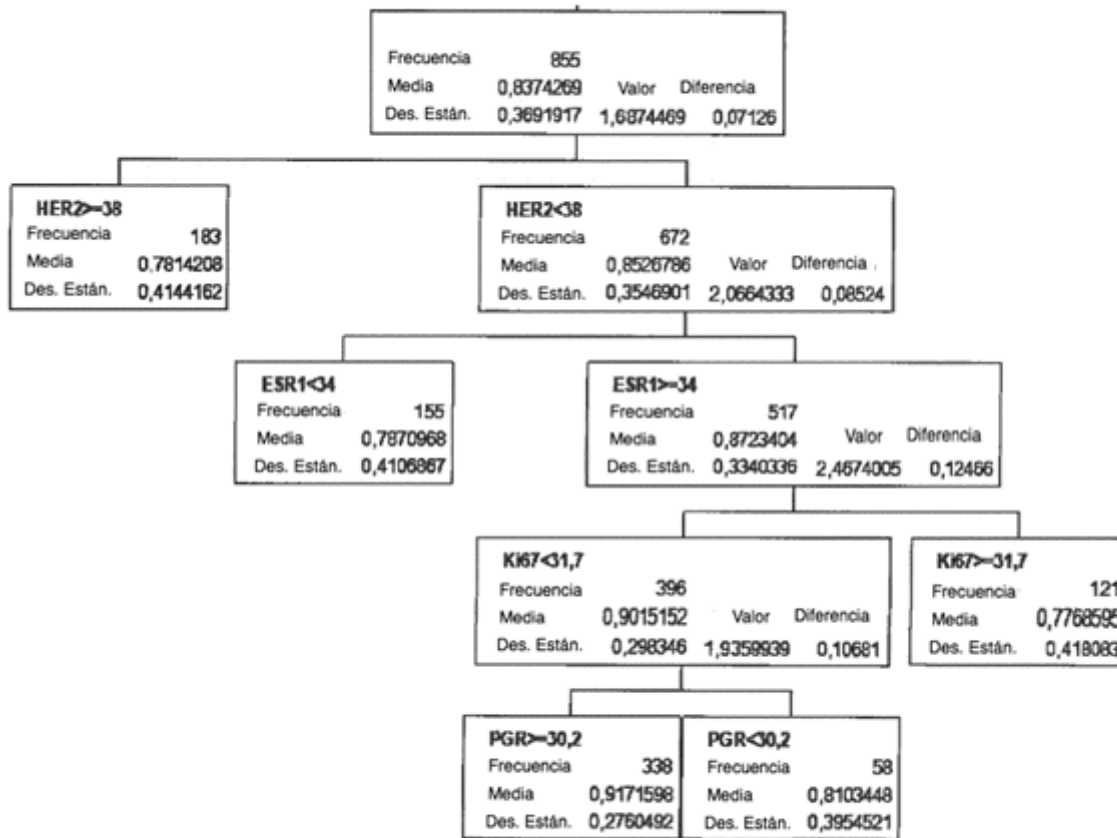 Frecuencia 855
Media 0,8374269 Valor Diferencia
Des. Están. 0,3691917 1,6874469 0,07126
HER2>=38
Frecuencia 183
Media 0.7814208
Des. Están. 0,4144162
HER2<38
Frecuencia 672
Media 0,8526786 Valor Diferencia
Des. Están. 0,3546901 2,0664333 0,08524
ESR1<34
Frecuencia 155
Media 0,7870968
Des. Están. 0,4106867
ESR1>=34
Frecuencia 517
Media 0,8723404 Valor Diferencia
Des. Están. 0,3340336 2,4674005 0,12466
Ki67<31,7
Frecuencia 396
Media 0,9015152 Valor Diferencia
Des. Están. 0,298346 1,9359939 0,10681
Ki67>=31,7
Frecuencia 121
Media 0,7768595
Des. Están. 0,418083
PGR>=30,2
Frecuencia 338
Media 0,9171598
Des. Están. 0,2760492
PGR<30,2
Frecuencia 58
Media 0,8103448
Des. Están. 0,3954521